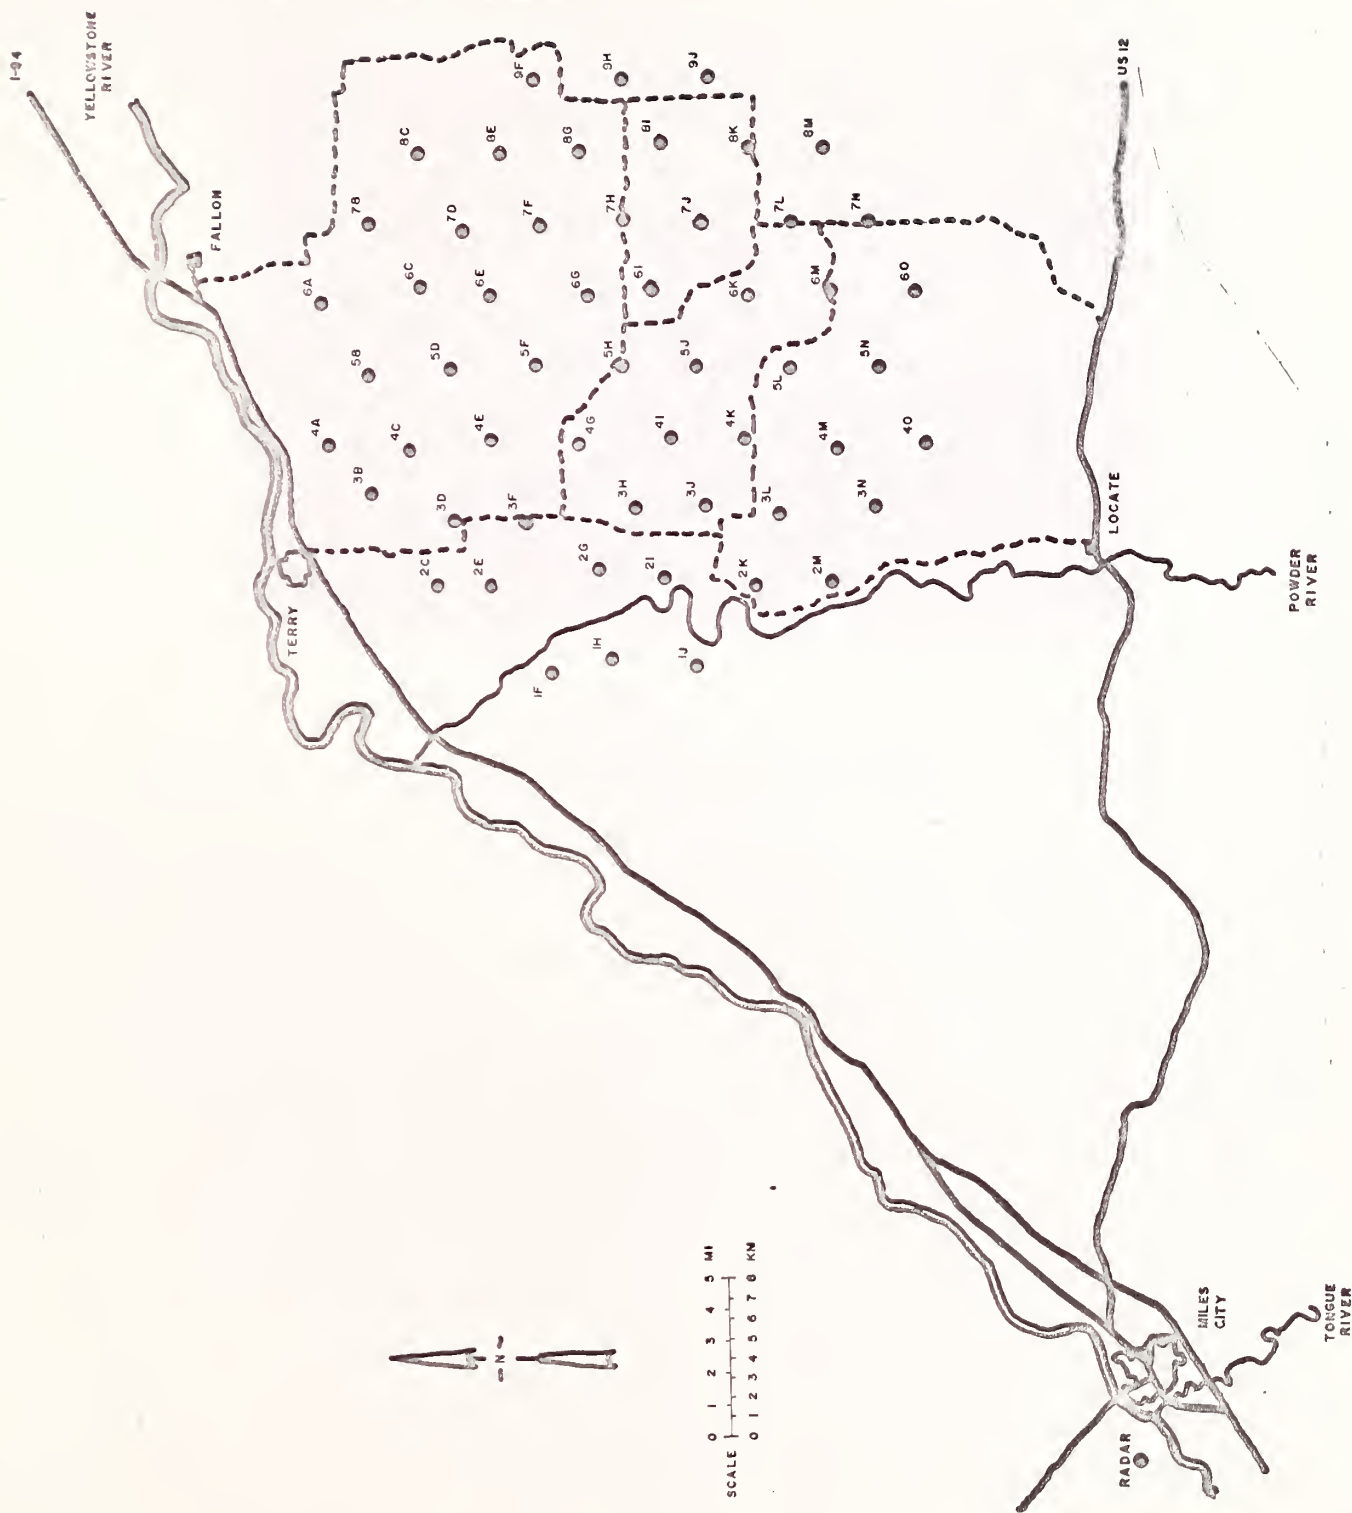 I-94
YELLOWSTONE
RIVER
FALLON
TERRY
6A
4A
7B
5B
3B
8C
6C
4C
2C
7D
5D
3D
8E
6E
4E
2E
9F
7F
5F
3F
1F
8G
6G
4G
2G
9H
7H
5H
3H
1H
8I
6I
4I
2I
9J
7J
5J
3J
1J
8K
6K
4K
2K
7L
5L
3L
8M
6M
4M
2M
7N
5N
3N
6O
4O
US 12
LOCATE
POWDER
RIVER
N
SCALE
0 1 2 3 4 5 MI
0 1 2 3 4 5 6 7 8 KM
RADAR
MILES
CITY
TONGUE
RIVER